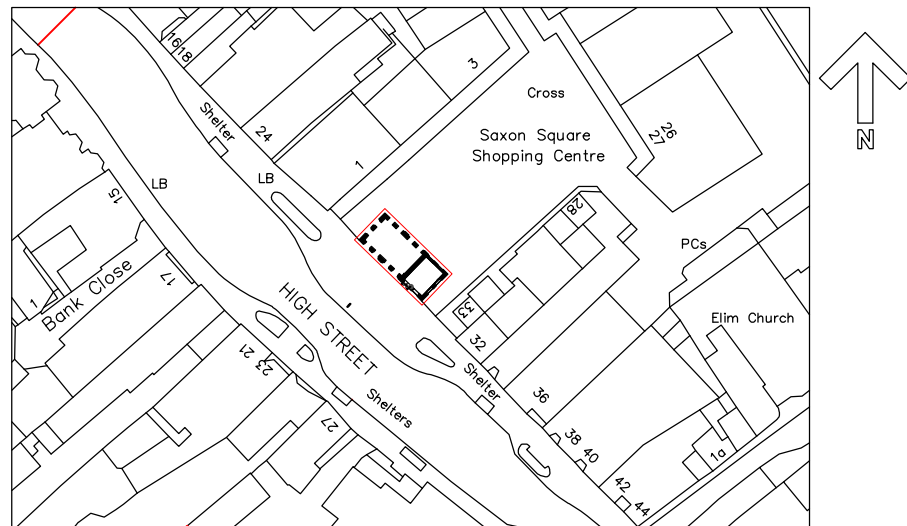 16
18
3
Cross
Shelter
24
26
27
Saxon Square
Shopping Centre
1
LB
LB
15
28
PCs
17
Bank Close
1
HIGH STREET
33
Elim Church
32
21
23
Shelter
36
Shelters
27
38
40
1a
42
44
N